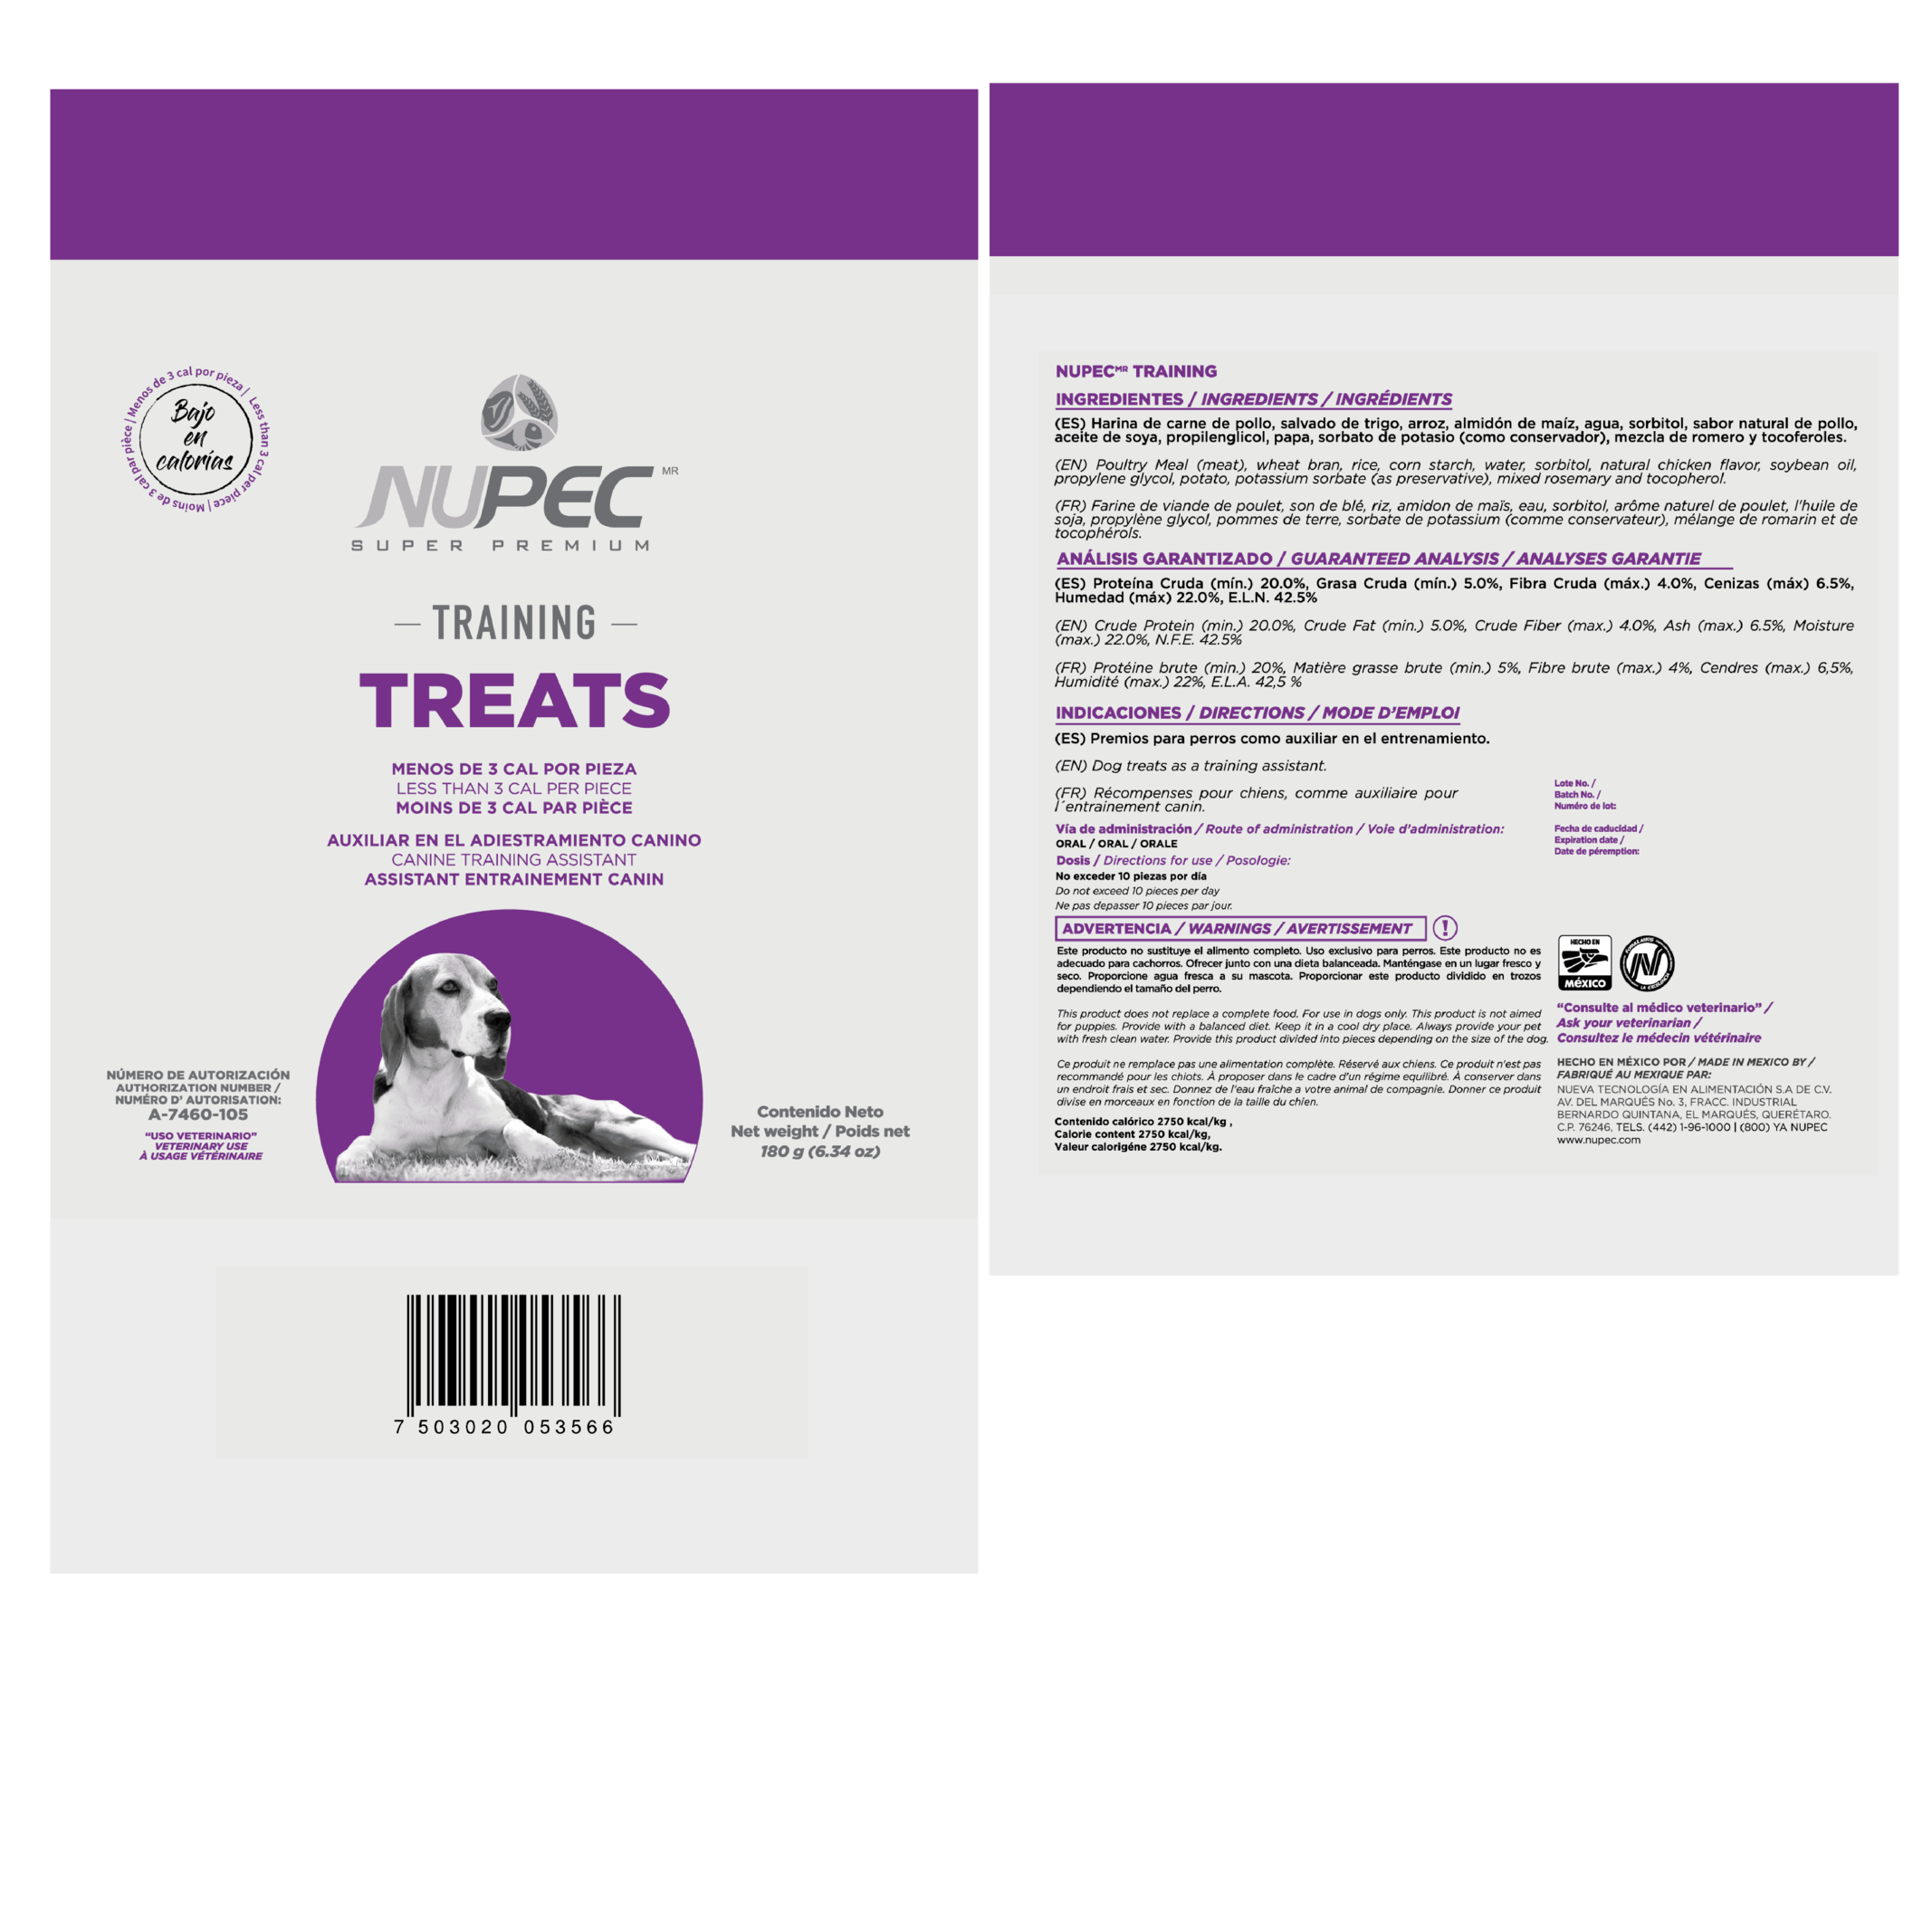 Menos de 3 cal por pieza / Less than 3 cal per piece | Moins de 3 cal par pièce |
Bajo
en
calorías
NUPEC MR
SUPER PREMIUM
TRAINING
TREATS
MENOS DE 3 CAL POR PIEZA
LESS THAN 3 CAL PER PIECE
MOINS DE 3 CAL PAR PIÈCE
AUXILIAR EN EL ADIESTRAMIENTO CANINO
CANINE TRAINING ASSISTANT
ASSISTANT ENTRAINEMENT CANIN
NÚMERO DE AUTORIZACIÓN
AUTHORIZATION NUMBER /
NUMÉRO D' AUTORISATION:
A-7460-105
“USO VETERINARIO”
VETERINARY USE
À USAGE VÉTÉRINAIRE
Contenido Neto
Net weight / Poids net
180 g (6.34 oz)
7 503020 053566
NUPECMR TRAINING
INGREDIENTES / INGREDIENTS / INGRÉDIENTS
(ES) Harina de carne de pollo, salvado de trigo, arroz, almidón de maíz, agua, sorbitol, sabor natural de pollo,
aceite de soya, propilenglicol, papa, sorbato de potasio (como conservador), mezcla de romero y tocoferoles.
(EN) Poultry Meal (meat), wheat bran, rice, corn starch, water, sorbitol, natural chicken flavor, soybean oil,
propylene glycol, potato, potassium sorbate (as preservative), mixed rosemary and tocopherol.
(FR) Farine de viande de poulet, son de blé, riz, amidon de maïs, eau, sorbitol, arôme naturel de poulet, l'huile de
soja, propylène glycol, pommes de terre, sorbate de potassium (comme conservateur), mélange de romarin et de
tocophérols.
ANÁLISIS GARANTIZADO / GUARANTEED ANALYSIS / ANALYSES GARANTIE
(ES) Proteína Cruda (mín.) 20.0%, Grasa Cruda (mín.) 5.0%, Fibra Cruda (máx.) 4.0%, Cenizas (máx) 6.5%,
Humedad (máx) 22.0%, E.L.N. 42.5%
(EN) Crude Protein (min.) 20.0%, Crude Fat (min.) 5.0%, Crude Fiber (max.) 4.0%, Ash (max.) 6.5%, Moisture
(max.) 22.0%, N.F.E. 42.5%
(FR) Protéine brute (min.) 20%, Matière grasse brute (min.) 5%, Fibre brute (max.) 4%, Cendres (max.) 6,5%,
Humidité (max.) 22%, E.L.A. 42,5 %
INDICACIONES / DIRECTIONS / MODE D'EMPLOI
(ES) Premios para perros como auxiliar en el entrenamiento.
(EN) Dog treats as a training assistant.
(FR) Récompenses pour chiens, comme auxiliaire pour
l´entrainement canin.
Lote No. /
Batch No. /
Numéro de lot:
Fecha de caducidad /
Expiration date /
Date de péremption:
Vía de administración / Route of administration / Voie d'administration:
ORAL / ORAL / ORALE
Dosis / Directions for use / Posologie:
No exceder 10 piezas por día
Do not exceed 10 pieces per day
Ne pas depasser 10 pieces par jour.
ADVERTENCIA / WARNINGS / AVERTISSEMENT !
Este producto no sustituye el alimento completo. Uso exclusivo para perros. Este producto no es
adecuado para cachorros. Ofrecer junto con una dieta balanceada. Manténgase en un lugar fresco y
seco. Proporcione agua fresca a su mascota. Proporcionar este producto dividido en trozos
dependiendo el tamaño del perro.
This product does not replace a complete food. For use in dogs only. This product is not aimed
for puppies. Provide with a balanced diet. Keep it in a cool dry place. Always provide your pet
with fresh clean water. Provide this product divided into pieces depending on the size of the dog.
Ce produit ne remplace pas une alimentation complète. Réservé aux chiens. Ce produit n'est pas
recommandé pour les chiots. À proposer dans le cadre d'un régime equilibré. À conserver dans
un endroit frais et sec. Donnez de l'eau fraîche a votre animal de compagnie. Donner ce produit
divise en morceaux en fonction de la taille du chien.
Contenido calórico 2750 kcal/kg ,
Calorie content 2750 kcal/kg,
Valeur calorigéne 2750 kcal/kg.
HECHO EN
MÉXICO
“Consulte al médico veterinario” /
Ask your veterinarian /
Consultez le médecin vétérinaire
HECHO EN MÉXICO POR / MADE IN MEXICO BY /
FABRIQUÉ AU MEXIQUE PAR:
NUEVA TECNOLOGÍA EN ALIMENTACIÓN S.A DE C.V.
AV. DEL MARQUÉS No. 3, FRACC. INDUSTRIAL
BERNARDO QUINTANA, EL MARQUÉS, QUERÉTARO.
C.P. 76246, TELS. (442) 1-96-1000 | (800) YA NUPEC
www.nupec.com